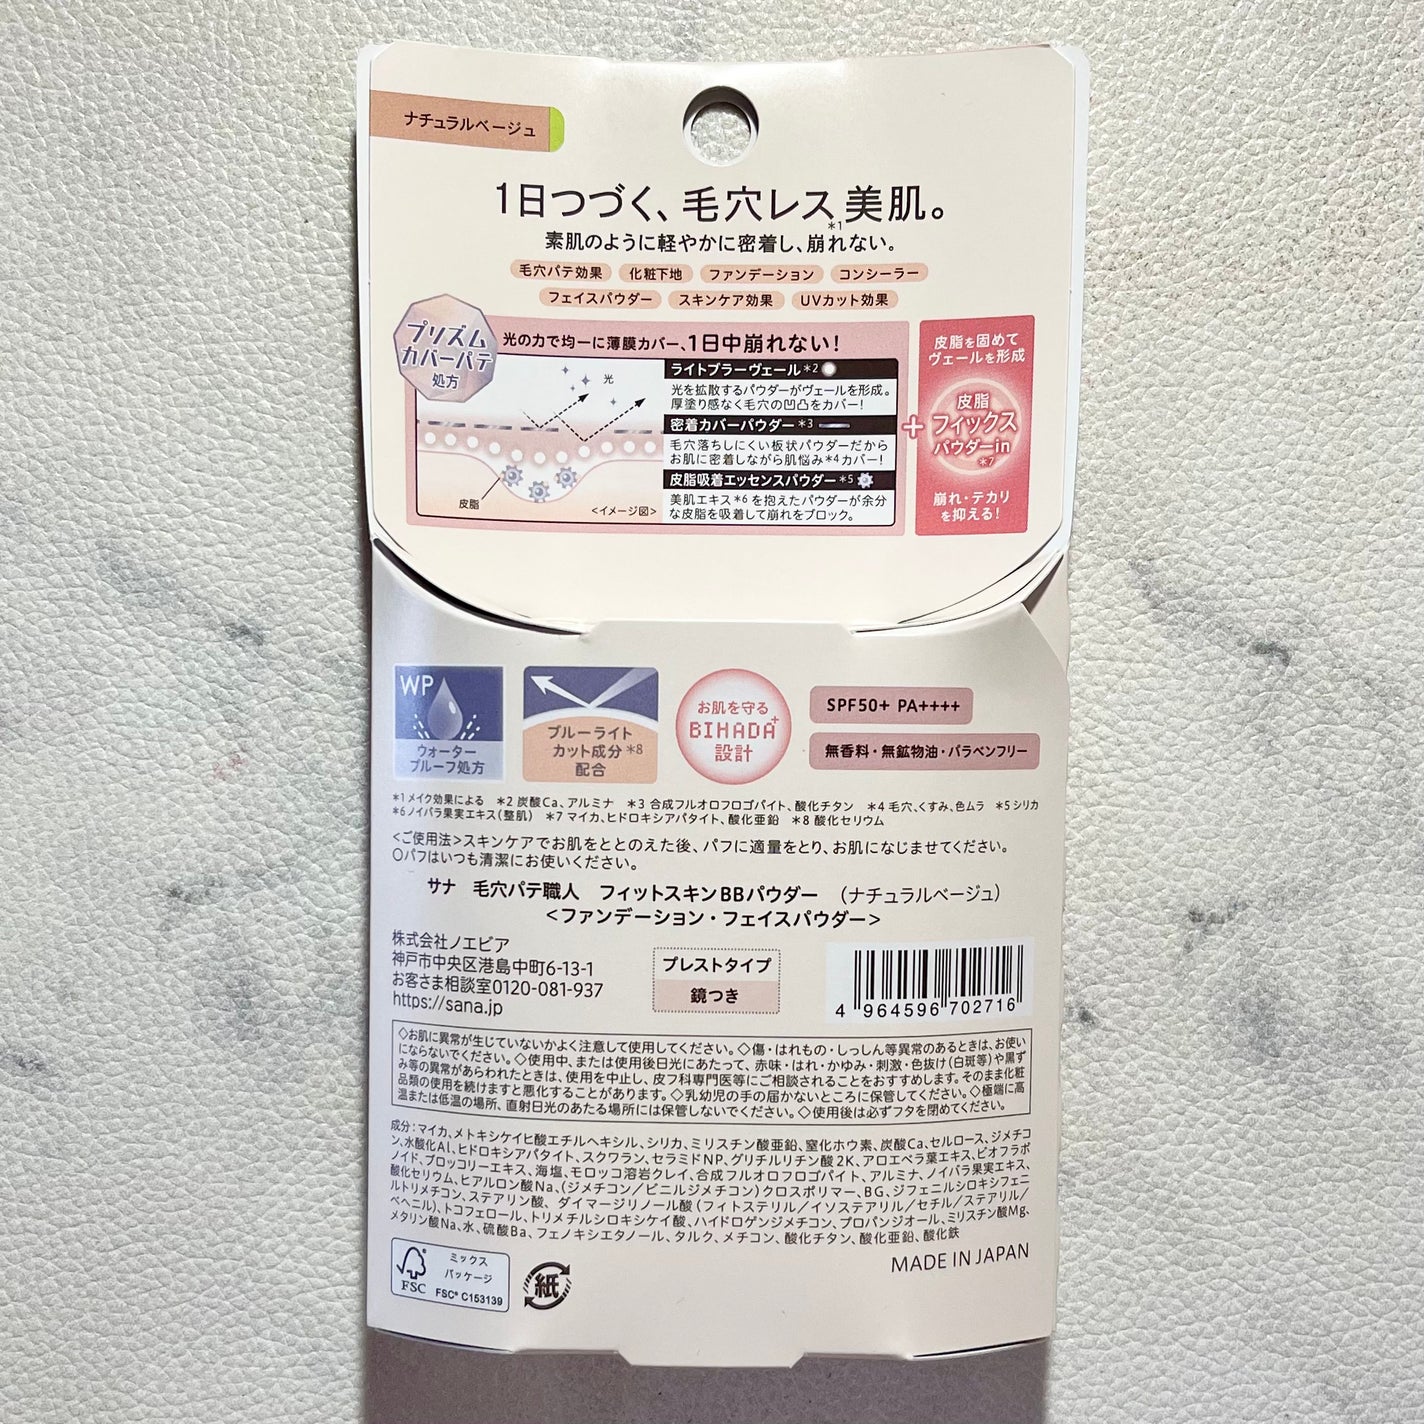 ナチュラルベージュ
1日つづく、毛穴レス美肌。
*1
素肌のように軽やかに密着し、崩れない。
毛穴パテ効果 化粧下地 ファンデーション コンシーラー
フェイスパウダー スキンケア効果 UVカット効果
プリズム
カバーパテ
処方
光の力で均一に薄膜カバー、1日中崩れない!
光
皮脂
<イメージ図>
ライトブラーヴェール*2
光を拡散するパウダーがヴェールを形成。
厚塗り感なく毛穴の凹凸をカバー!
密着カバーパウダー*3
毛穴落ちしにくい板状パウダーだから
お肌に密着しながら肌悩み*4カバー!
皮脂吸着エッセンスパウダー*5
美肌エキス*6を抱えたパウダーが余分
な皮脂を吸着して崩れをブロック。
+
皮脂を固めて
ヴェールを形成
皮脂
フィックス
パウダーin
*7
崩れ・テカリ
を抑える!
WP
ウォーター
プルーフ処方
ブルーライト
カット成分*8
配合
お肌を守る
BIHADA+
設計
SPF50+ PA++++
無香料・無鉱物油・パラベンフリー
*1メイク効果による *2炭酸Ca、アルミナ *3合成フルオロフロゴパイト、酸化チタン *4毛穴、くすみ、色ムラ *5シリカ
*6ノイバラ果実エキス(整肌) *7マイカ、ヒドロキシアパタイト、酸化亜鉛 *8酸化セリウム
<ご使用法>スキンケアでお肌をととのえた後、パフに適量をとり、お肌になじませてください。
○パフはいつも清潔にお使いください。
サナ 毛穴パテ職人 フィットスキンBBパウダー (ナチュラルベージュ)
<ファンデーション・フェイスパウダー>
株式会社ノエビア
神戸市中央区港島中町6-13-1
お客さま相談室0120-081-937
https://sana.jp
プレストタイプ
鏡つき
4 964596 702716
◇お肌に異常が生じていないかよく注意して使用してください。◇傷・はれもの・しっしん等異常のあるときは、お使い
にならないでください。◇使用中、または使用後日光にあたって、赤味・はれ・かゆみ・刺激・色抜け(白斑等)や黒ず
み等の異常があらわれたときは、使用を中止し、皮フ科専門医等にご相談されることをおすすめします。そのまま化粧
品類の使用を続けますと悪化することがあります。◇乳幼児の手の届かないところに保管してください。◇極端に高
温または低温の場所、直射日光のあたる場所には保管しないでください。◇使用後は必ずフタを閉めてください。
成分:マイカ、メトキシケイヒ酸エチルヘキシル、シリカ、ミリスチン酸亜鉛、窒化ホウ素、炭酸Ca、セルロース、ジメチコ
ン、水酸化Al、ヒドロキシアパタイト、スクワラン、セラミドNP、グリチルリチン酸2K、アロエベラ葉エキス、ビオフラボ
ノイド、ブロッコリーエキス、海塩、モロッコ溶岩クレイ、合成フルオロフロゴパイト、アルミナ、ノイバラ果実エキス、
酸化セリウム、ヒアルロン酸Na、(ジメチコン/ビニルジメチコン)クロスポリマー、BG、ジフェニルシロキシフェニ
ルトリメチコン、ステアリン酸、ダイマージリノール酸(フィトステリル/イソステアリル/セチル/ステアリル/
ベヘニル)、トコフェロール、トリメチルシロキシケイ酸、ハイドロゲンジメチコン、プロパンジオール、ミリスチン酸Mg、
メタリン酸Na、水、硫酸Ba、フェノキシエタノール、タルク、メチコン、酸化チタン、酸化亜鉛、酸化鉄
MADE IN JAPAN
FSC
ミックス
パッケージ
FSC® C153139
紙